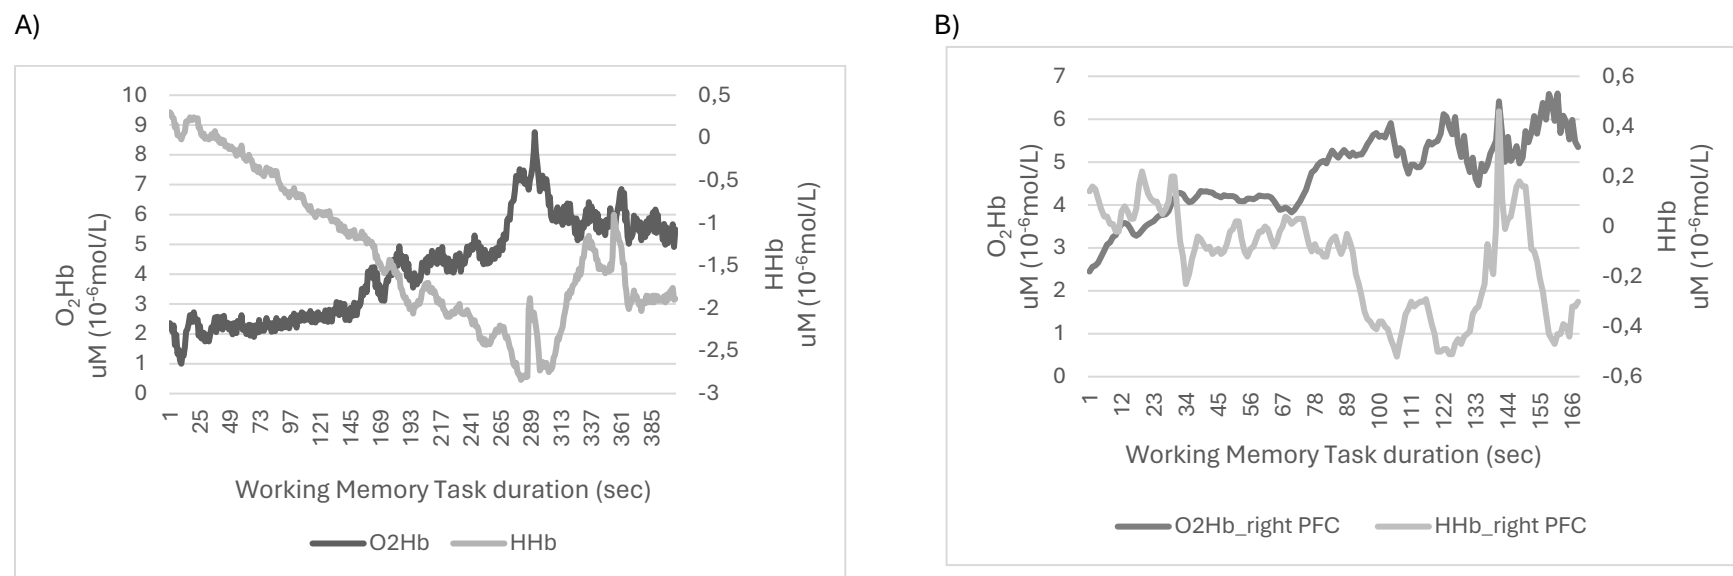 A)
10
9
8
7
6
5
4
3
2
1
0
O₂Hb
uM (10⁻⁶mol/L)
0,5
0
-0,5
-1
-1,5
-2
-2,5
-3
HHb
uM (10⁻⁶mol/L)
1 25 49 73 97 121 145 169 193 217 241 265 289 313 337 361 385
Working Memory Task duration (sec)
O2Hb HHb
B)
7
6
5
4
3
2
1
0
O₂Hb
uM (10⁻⁶mol/L)
0,6
0,4
0,2
0
-0,2
-0,4
-0,6
HHb
uM (10⁻⁶mol/L)
1 12 23 34 45 56 67 78 89 100 111 122 133 144 155 166
Working Memory Task duration (sec)
O2Hb_right PFC HHb_right PFC